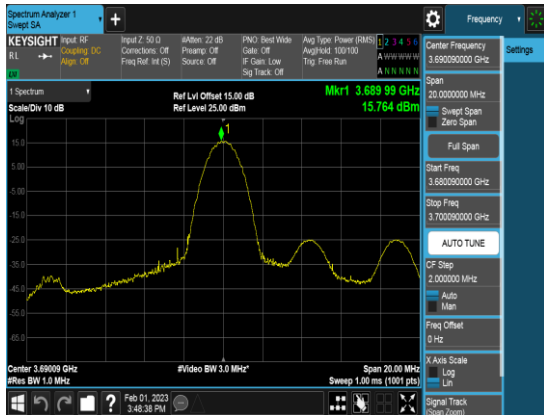 Spectrum Analyzer 1
Swept SA
+
Frequency
KEYSIGHT
RL
Input: RF
Coupling: DC
Align: Off
Input Z: 50 Ω
Corrections: Off
Freq Ref: Int (S)
#Atten: 22 dB
Preamp: Off
Source: Off
PNO: Best Wide
Gate: Off
IF Gain: Low
Sig Track: Off
Avg Type: Power (RMS)
Avg|Hold: 100/100
Trig: Free Run
1 2 3 4 5 6
A W W W W W
A N N N N N
1 Spectrum
Scale/Div 10 dB
Ref Lvl Offset 15.00 dB
Ref Level 25.00 dBm
Mkr1 3.689 99 GHz
15.764 dBm
Log
1
15.0
5.00
-5.00
-15.0
-25.0
-35.0
-45.0
-55.0
-65.0
Center 3.69009 GHz
#Res BW 1.0 MHz
#Video BW 3.0 MHz*
Span 20.00 MHz
Sweep 1.00 ms (1001 pts)
?
Feb 01, 2023
3:48:38 PM
Center Frequency
3.690090000 GHz
Settings
Span
20.0000000 MHz
Swept Span
Zero Span
Full Span
Start Freq
3.680090000 GHz
Stop Freq
3.700090000 GHz
AUTO TUNE
CF Step
2.000000 MHz
Auto
Man
Freq Offset
0 Hz
X Axis Scale
Log
Lin
Signal Track
(Span Zoom)